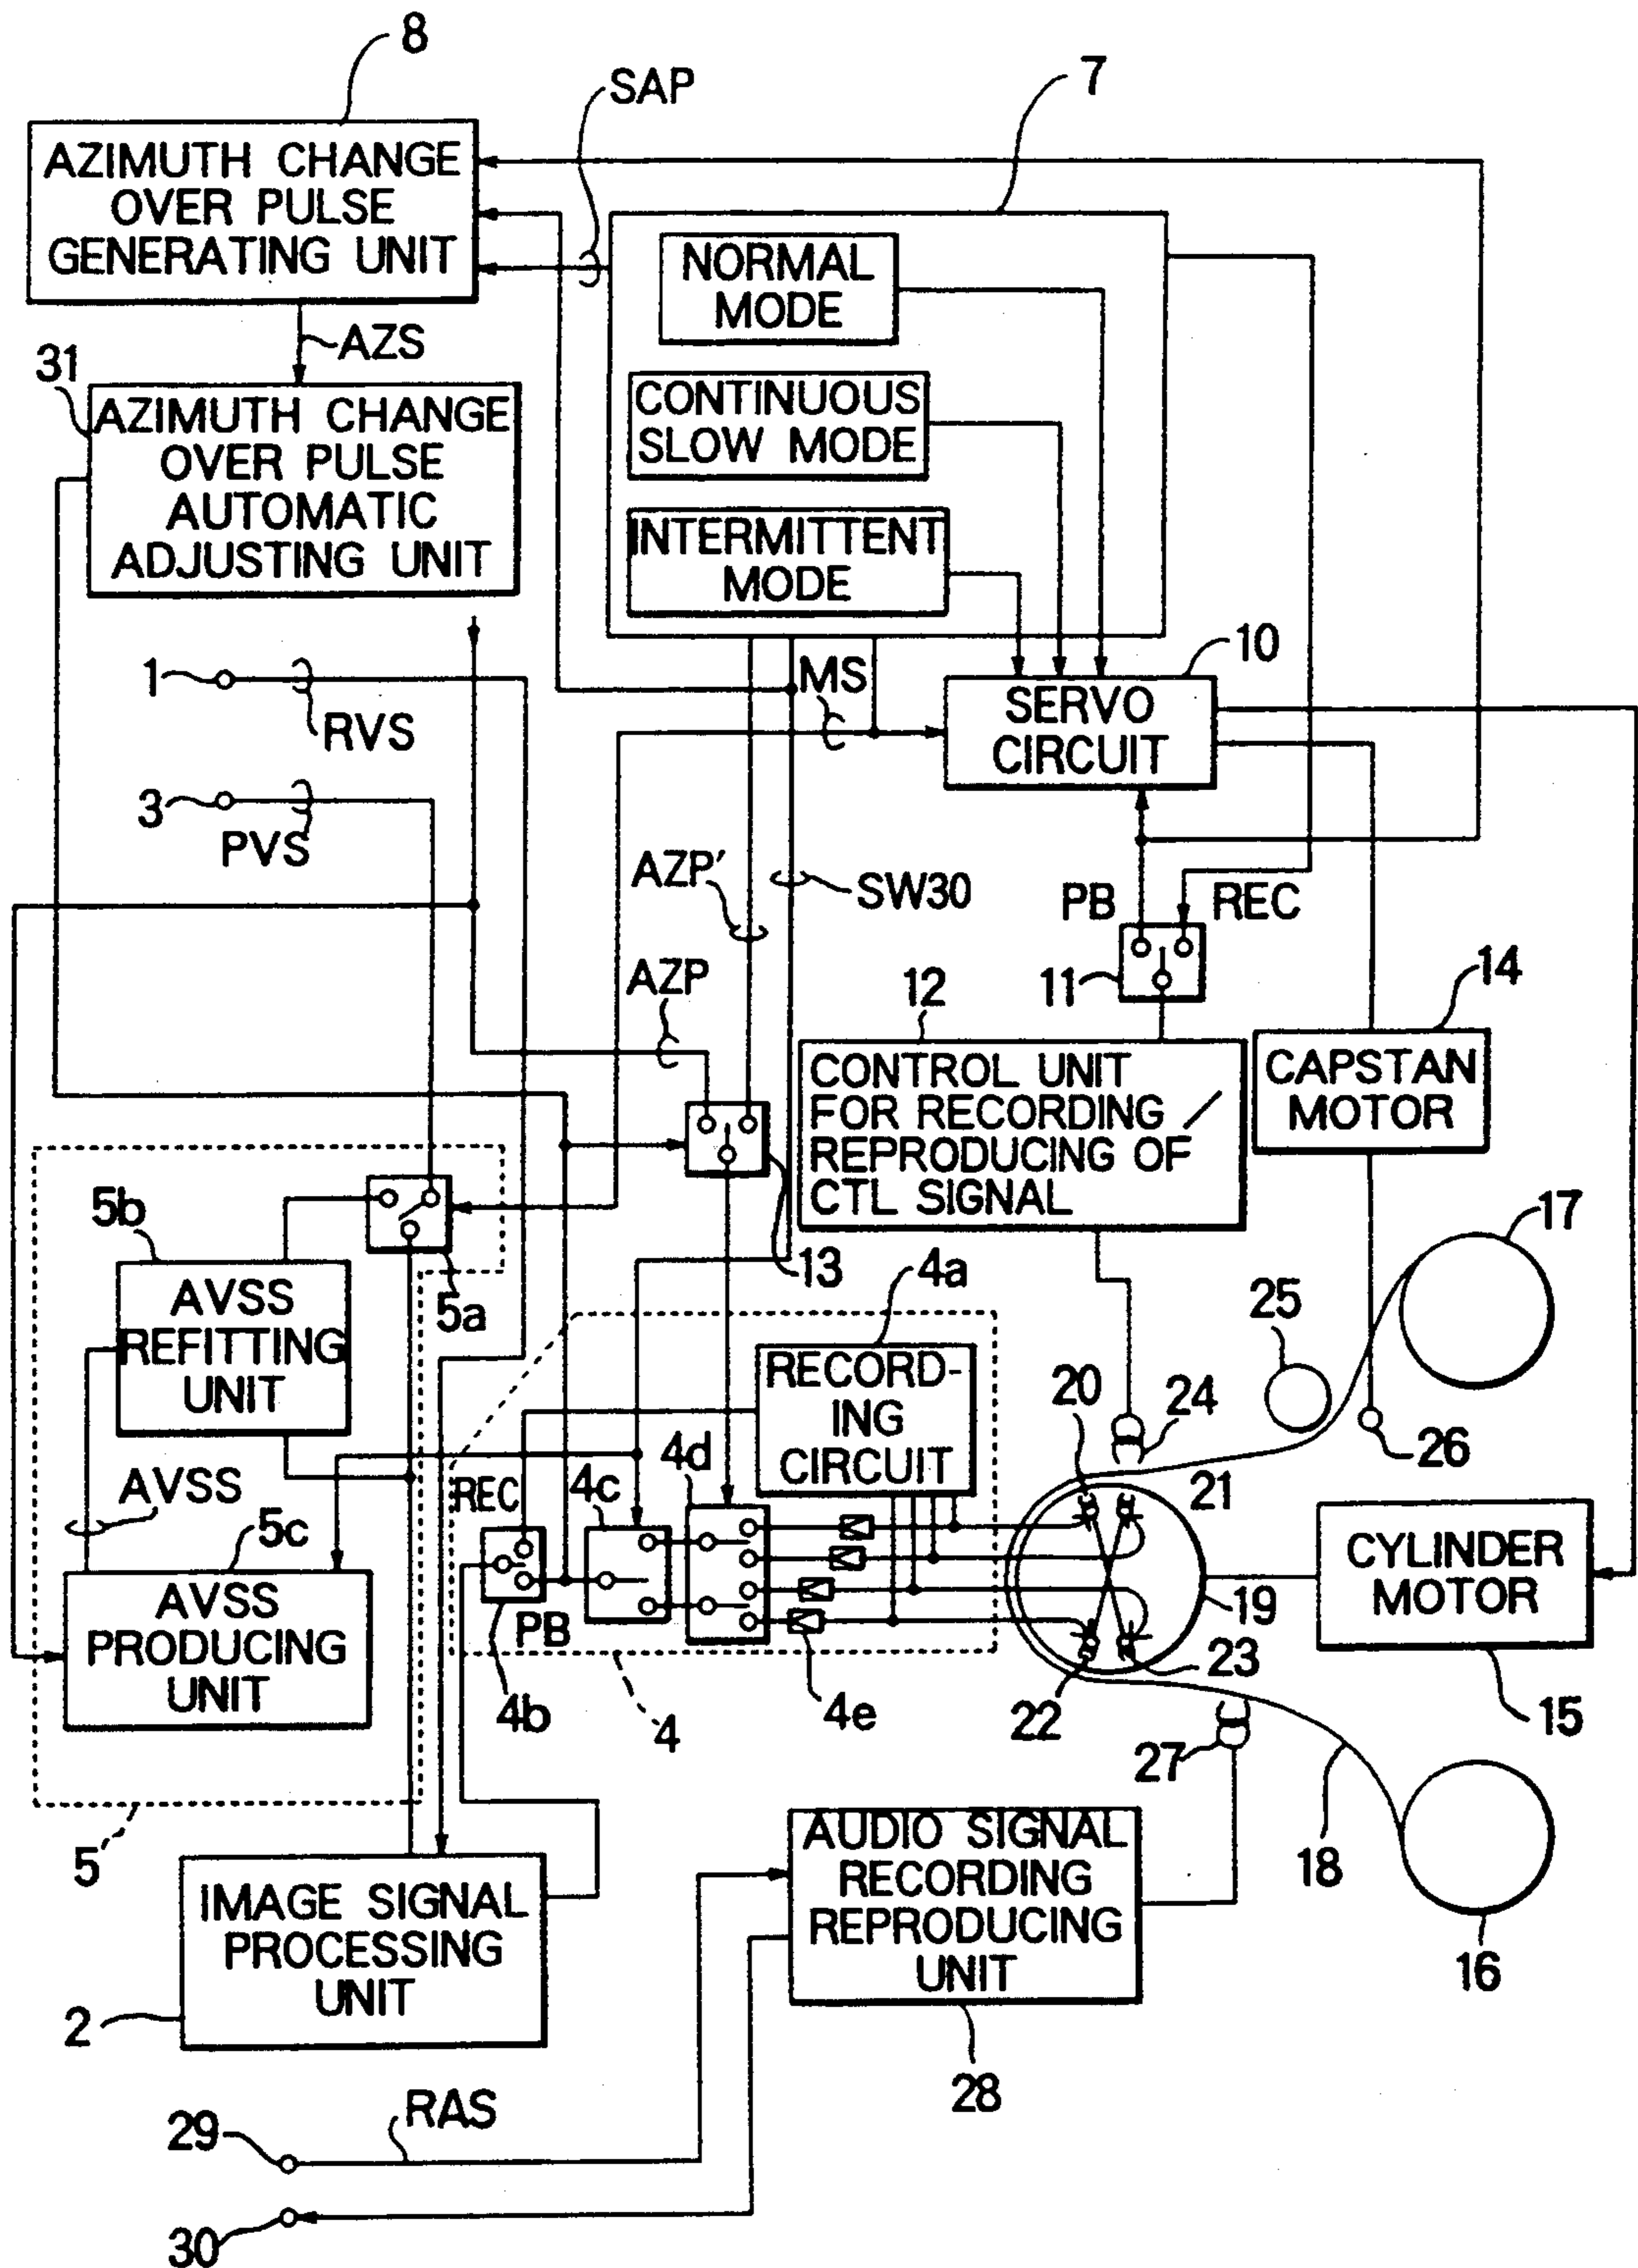 8
SAP
7
AZIMUTH CHANGE
OVER PULSE
GENERATING UNIT
NORMAL
MODE
AZS
31
AZIMUTH CHANGE
OVER PULSE
AUTOMATIC
ADJUSTING UNIT
CONTINUOUS
SLOW MODE
INTERMITTENT
MODE
10
1
RVS
MS
SERVO
CIRCUIT
3
PVS
AZP'
SW30
PB
REC
AZP
12
11
14
CONTROL UNIT
FOR RECORDING /
REPRODUCING OF
CTL SIGNAL
CAPSTAN
MOTOR
5b
5a
13
4a
17
AVSS
REFITTING
UNIT
25
RECORD-
ING
CIRCUIT
20
24
26
AVSS
REC
4c
4d
21
5c
AVSS
PRODUCING
UNIT
PB
4b
4
4e
22
23
19
CYLINDER
MOTOR
15
27
18
16
5
IMAGE SIGNAL
PROCESSING
UNIT
2
AUDIO SIGNAL
RECORDING
REPRODUCING
UNIT
28
RAS
29
30